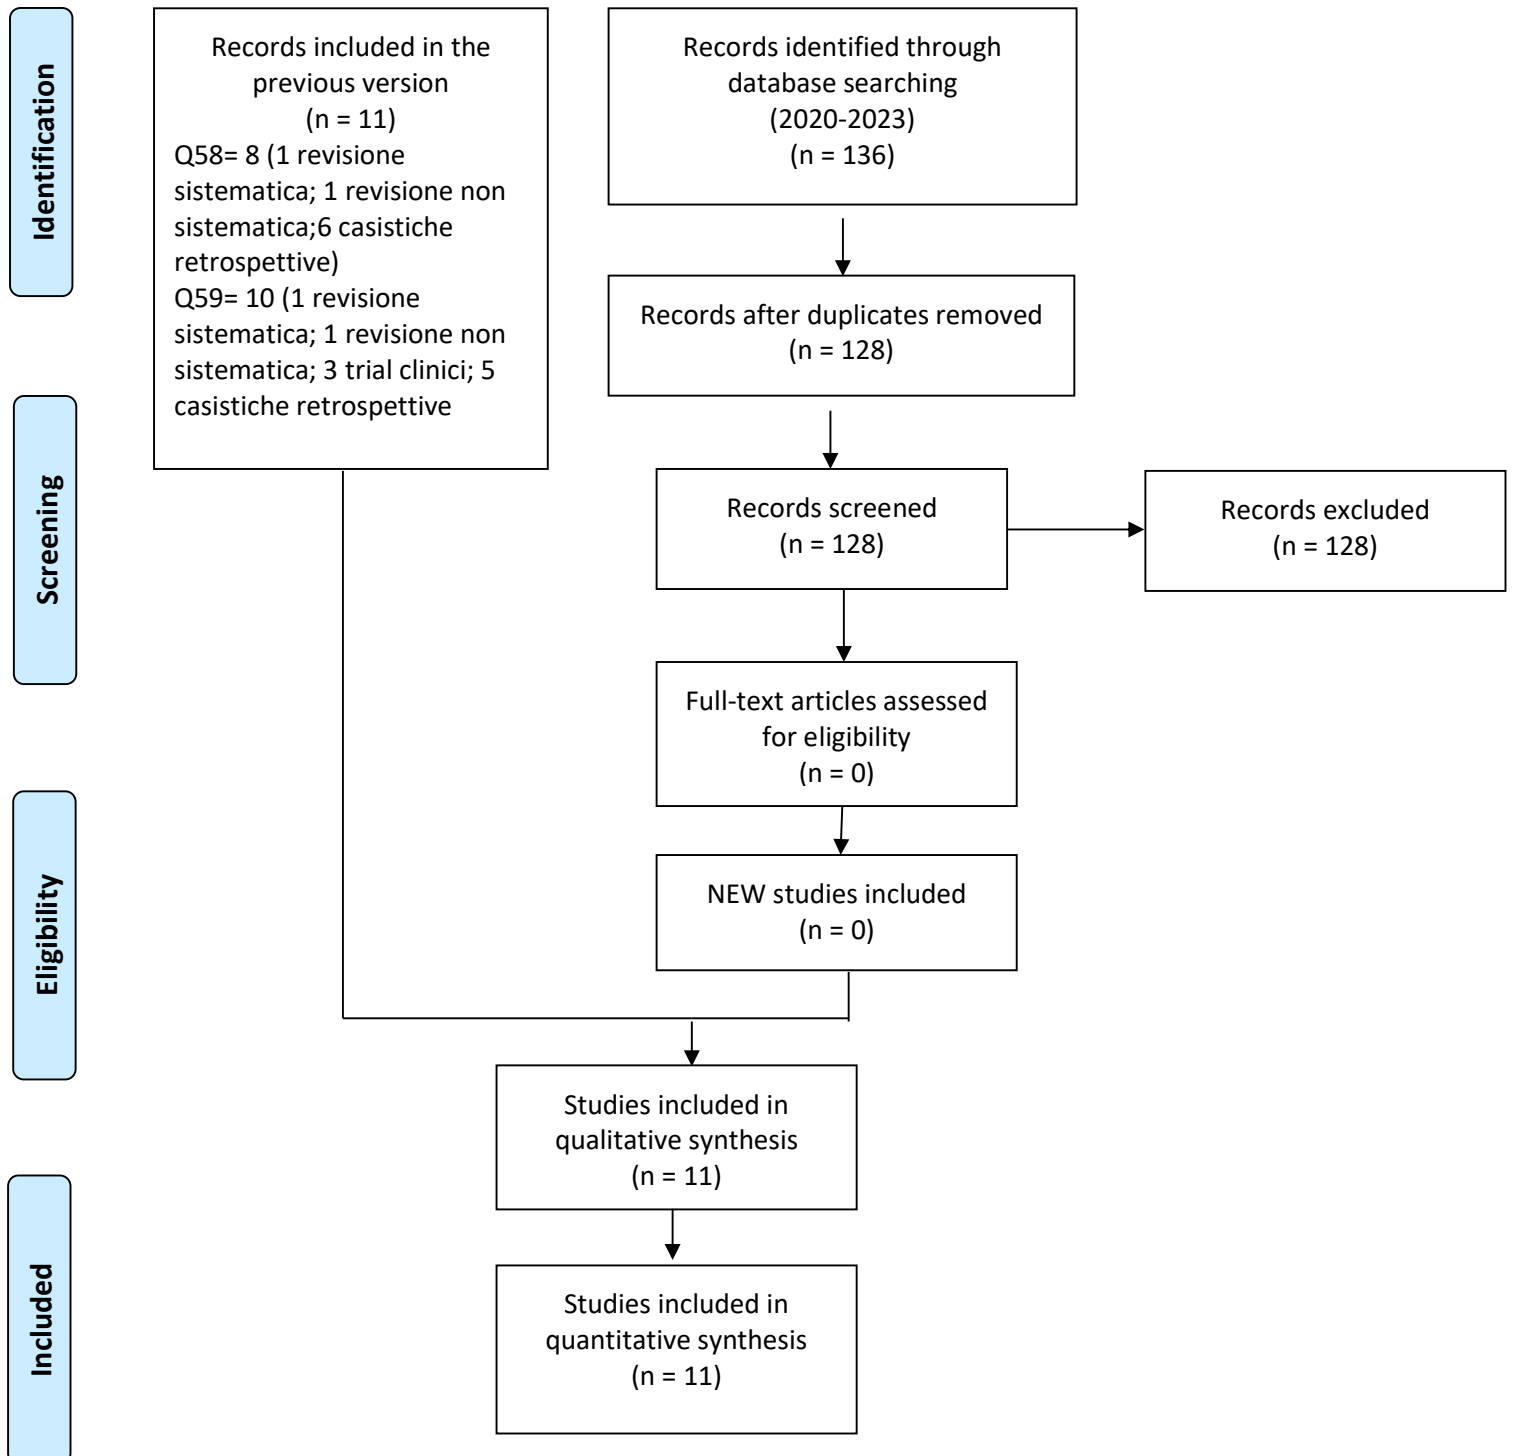 Identification
Records included in the
previous version
(n = 11)
Q58= 8 (1 revisione
sistematica; 1 revisione non
sistematica;6 casistiche
retrospettive)
Q59= 10 (1 revisione
sistematica; 1 revisione non
sistematica; 3 trial clinici; 5
casistiche retrospettive
Records identified through
database searching
(2020-2023)
(n = 136)
Records after duplicates removed
(n = 128)
Screening
Records screened
(n = 128)
Records excluded
(n = 128)
Full-text articles assessed
for eligibility
(n = 0)
Eligibility
NEW studies included
(n = 0)
Studies included in
qualitative synthesis
(n = 11)
Included
Studies included in
quantitative synthesis
(n = 11)